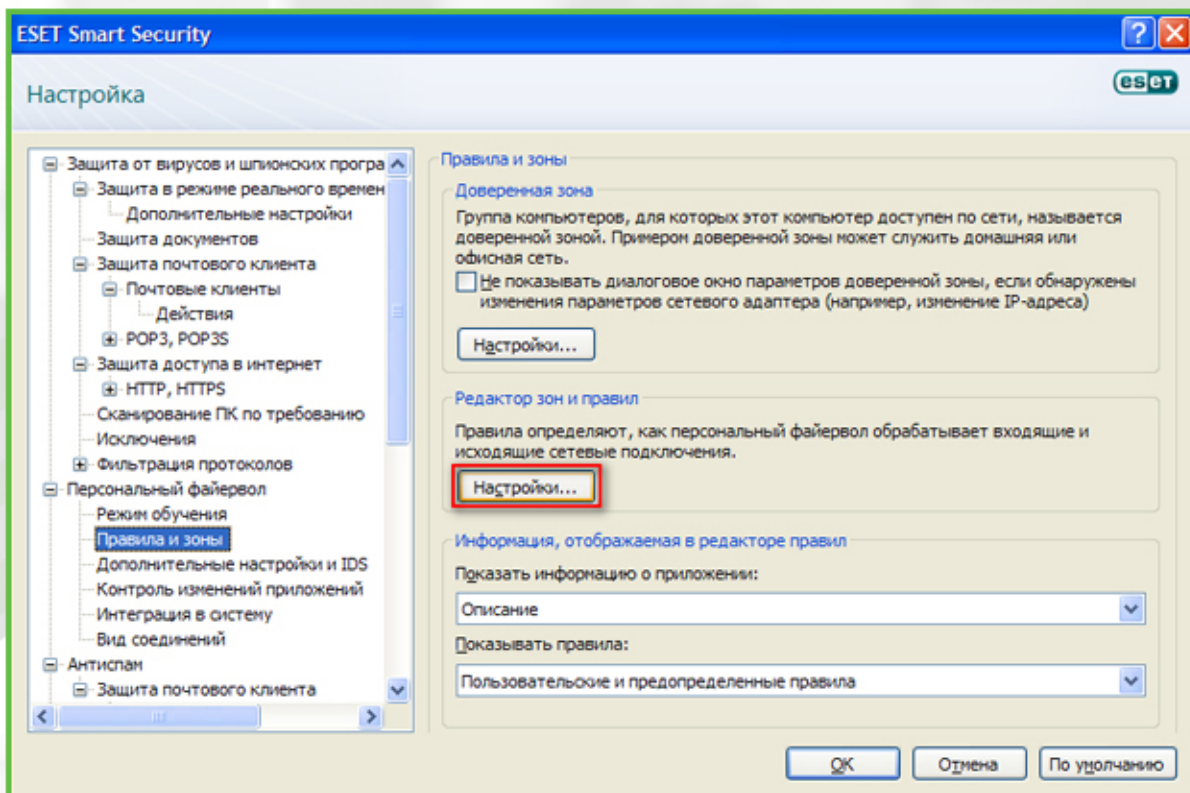 ESET Smart Security
Настройка
eset
Защита от вирусов и шпионских програ
Защита в режиме реального времен
Дополнительные настройки
Защита документов
Защита почтового клиента
Почтовые клиенты
Действия
POP3, POP3S
Защита доступа в интернет
HTTP, HTTPS
Сканирование ПК по требованию
Исключения
Фильтрация протоколов
Персональный файервол
Режим обучения
Правила и зоны
Дополнительные настройки и IDS
Контроль изменений приложений
Интеграция в систему
Вид соединений
Антиспам
Защита почтового клиента
Правила и зоны
Доверенная зона
Группа компьютеров, для которых этот компьютер доступен по сети, называется
доверенной зоной. Примером доверенной зоны может служить домашняя или
офисная сеть.
Не показывать диалоговое окно параметров доверенной зоны, если обнаружены
изменения параметров сетевого адаптера (например, изменение IP-адреса)
Настройки...
Редактор зон и правил
Правила определяют, как персональный файервол обрабатывает входящие и
исходящие сетевые подключения.
Настройки...
Информация, отображаемая в редакторе правил
Показать информацию о приложении:
Описание
Показывать правила:
Пользовательские и предопределенные правила
OK
Отмена
По умолчанию